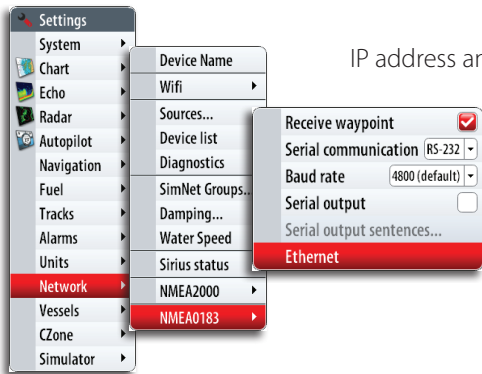 Settings
System
Chart
Echo
Radar
Autopilot
Navigation
Fuel
Tracks
Alarms
Units
Network
Vessels
CZone
Simulator
Device Name
Wifi
Sources...
Device list
Diagnostics
SimNet Groups..
Damping...
Water Speed
Sirius status
NMEA2000
NMEA0183
IP address ar
Receive waypoint
Serial communication RS-232
Baud rate 4800 (default)
Serial output
Serial output sentences...
Ethernet